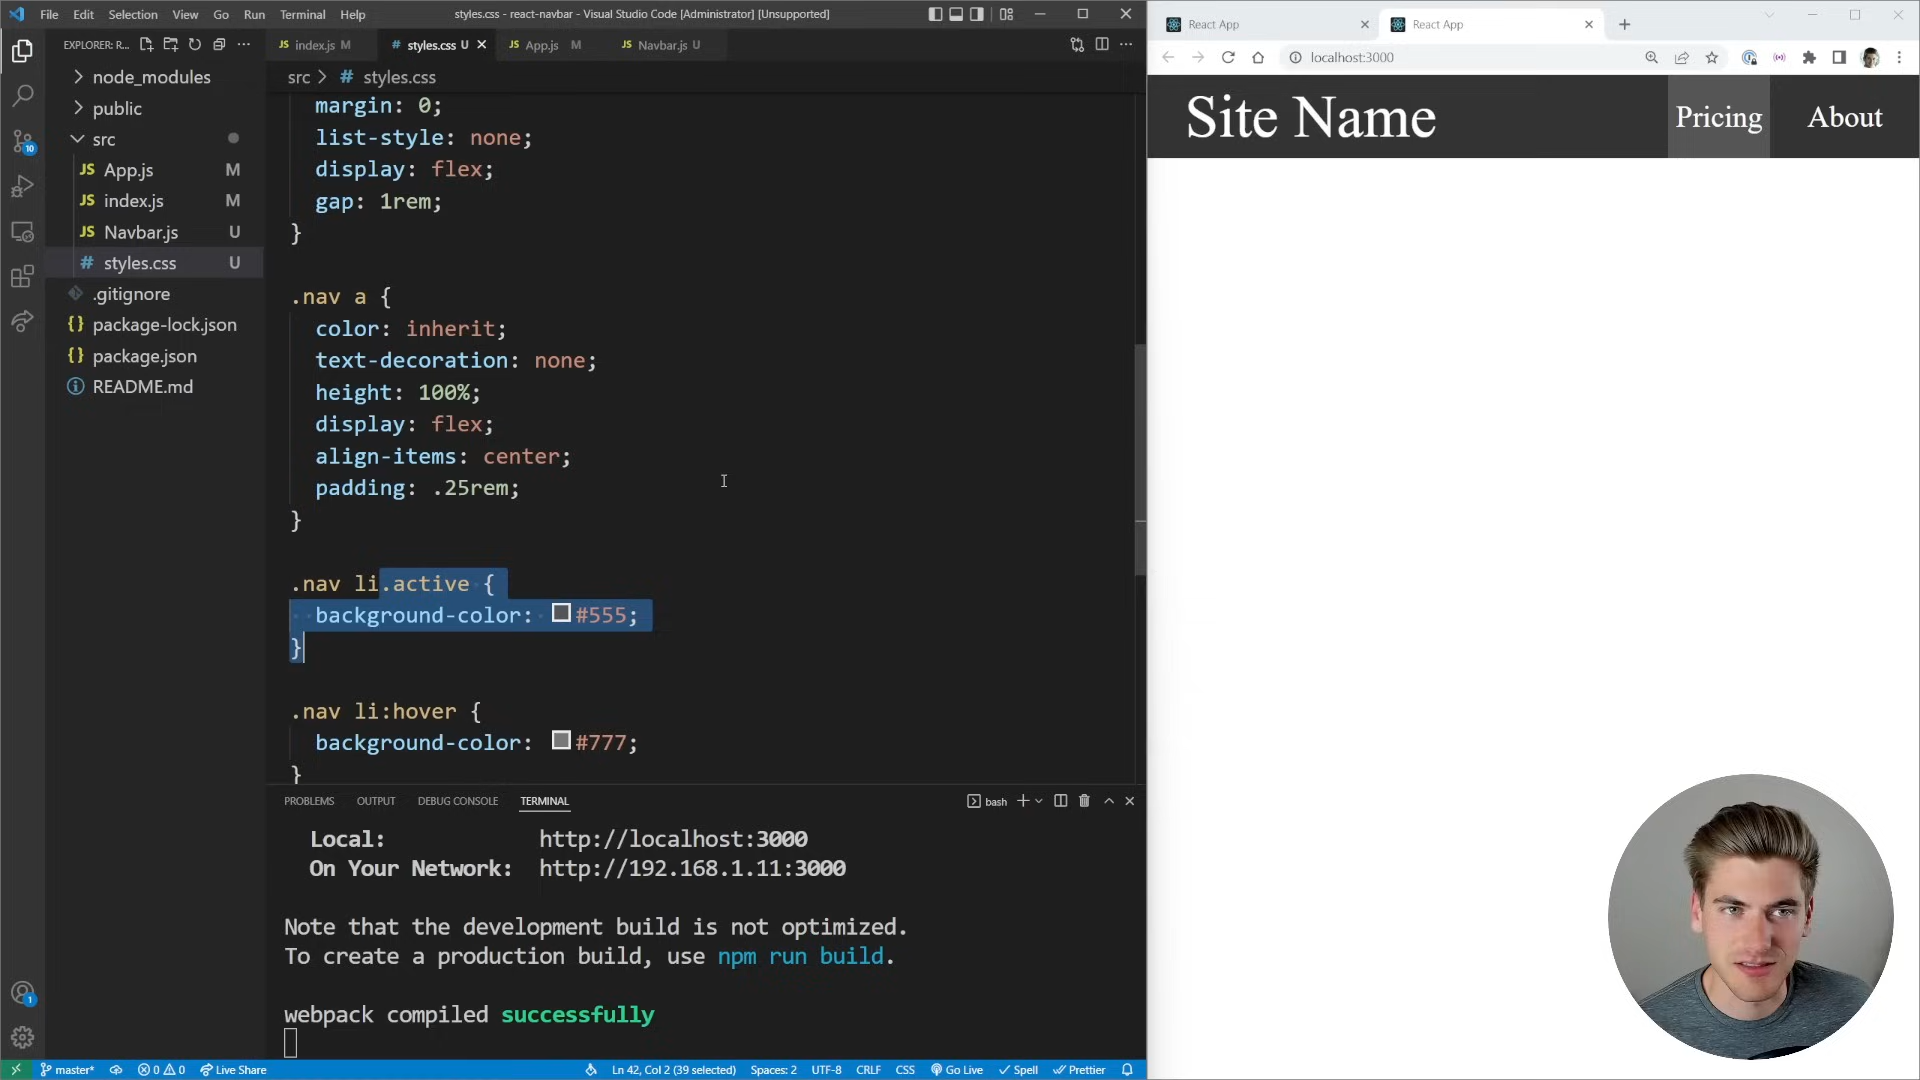 File Edit Selection View Go Run Terminal Help
styles.css - react-navbar - Visual Studio Code [Administrator] [Unsupported]
EXPLORER: R...
node_modules
public
src
JS App.js M
JS index.js M
JS Navbar.js U
# styles.css U
.gitignore
{} package-lock.json
{} package.json
README.md
10
1
JS index.js M
# styles.css U
JS App.js M
JS Navbar.js U
src > # styles.css
margin: 0;
list-style: none;
display: flex;
gap: 1rem;
}
.nav a {
color: inherit;
text-decoration: none;
height: 100%;
display: flex;
align-items: center;
padding: .25rem;
}
.nav li.active {
background-color: #555;
}
.nav li:hover {
background-color: #777;
}
PROBLEMS OUTPUT DEBUG CONSOLE TERMINAL
bash
Local: http://localhost:3000
On Your Network: http://192.168.1.11:3000
Note that the development build is not optimized.
To create a production build, use npm run build.
webpack compiled successfully
master* 0 0 Live Share
Ln 42, Col 2 (39 selected) Spaces: 2 UTF-8 CRLF CSS Go Live Spell Prettier
React App
React App
localhost:3000
Site Name
Pricing
About